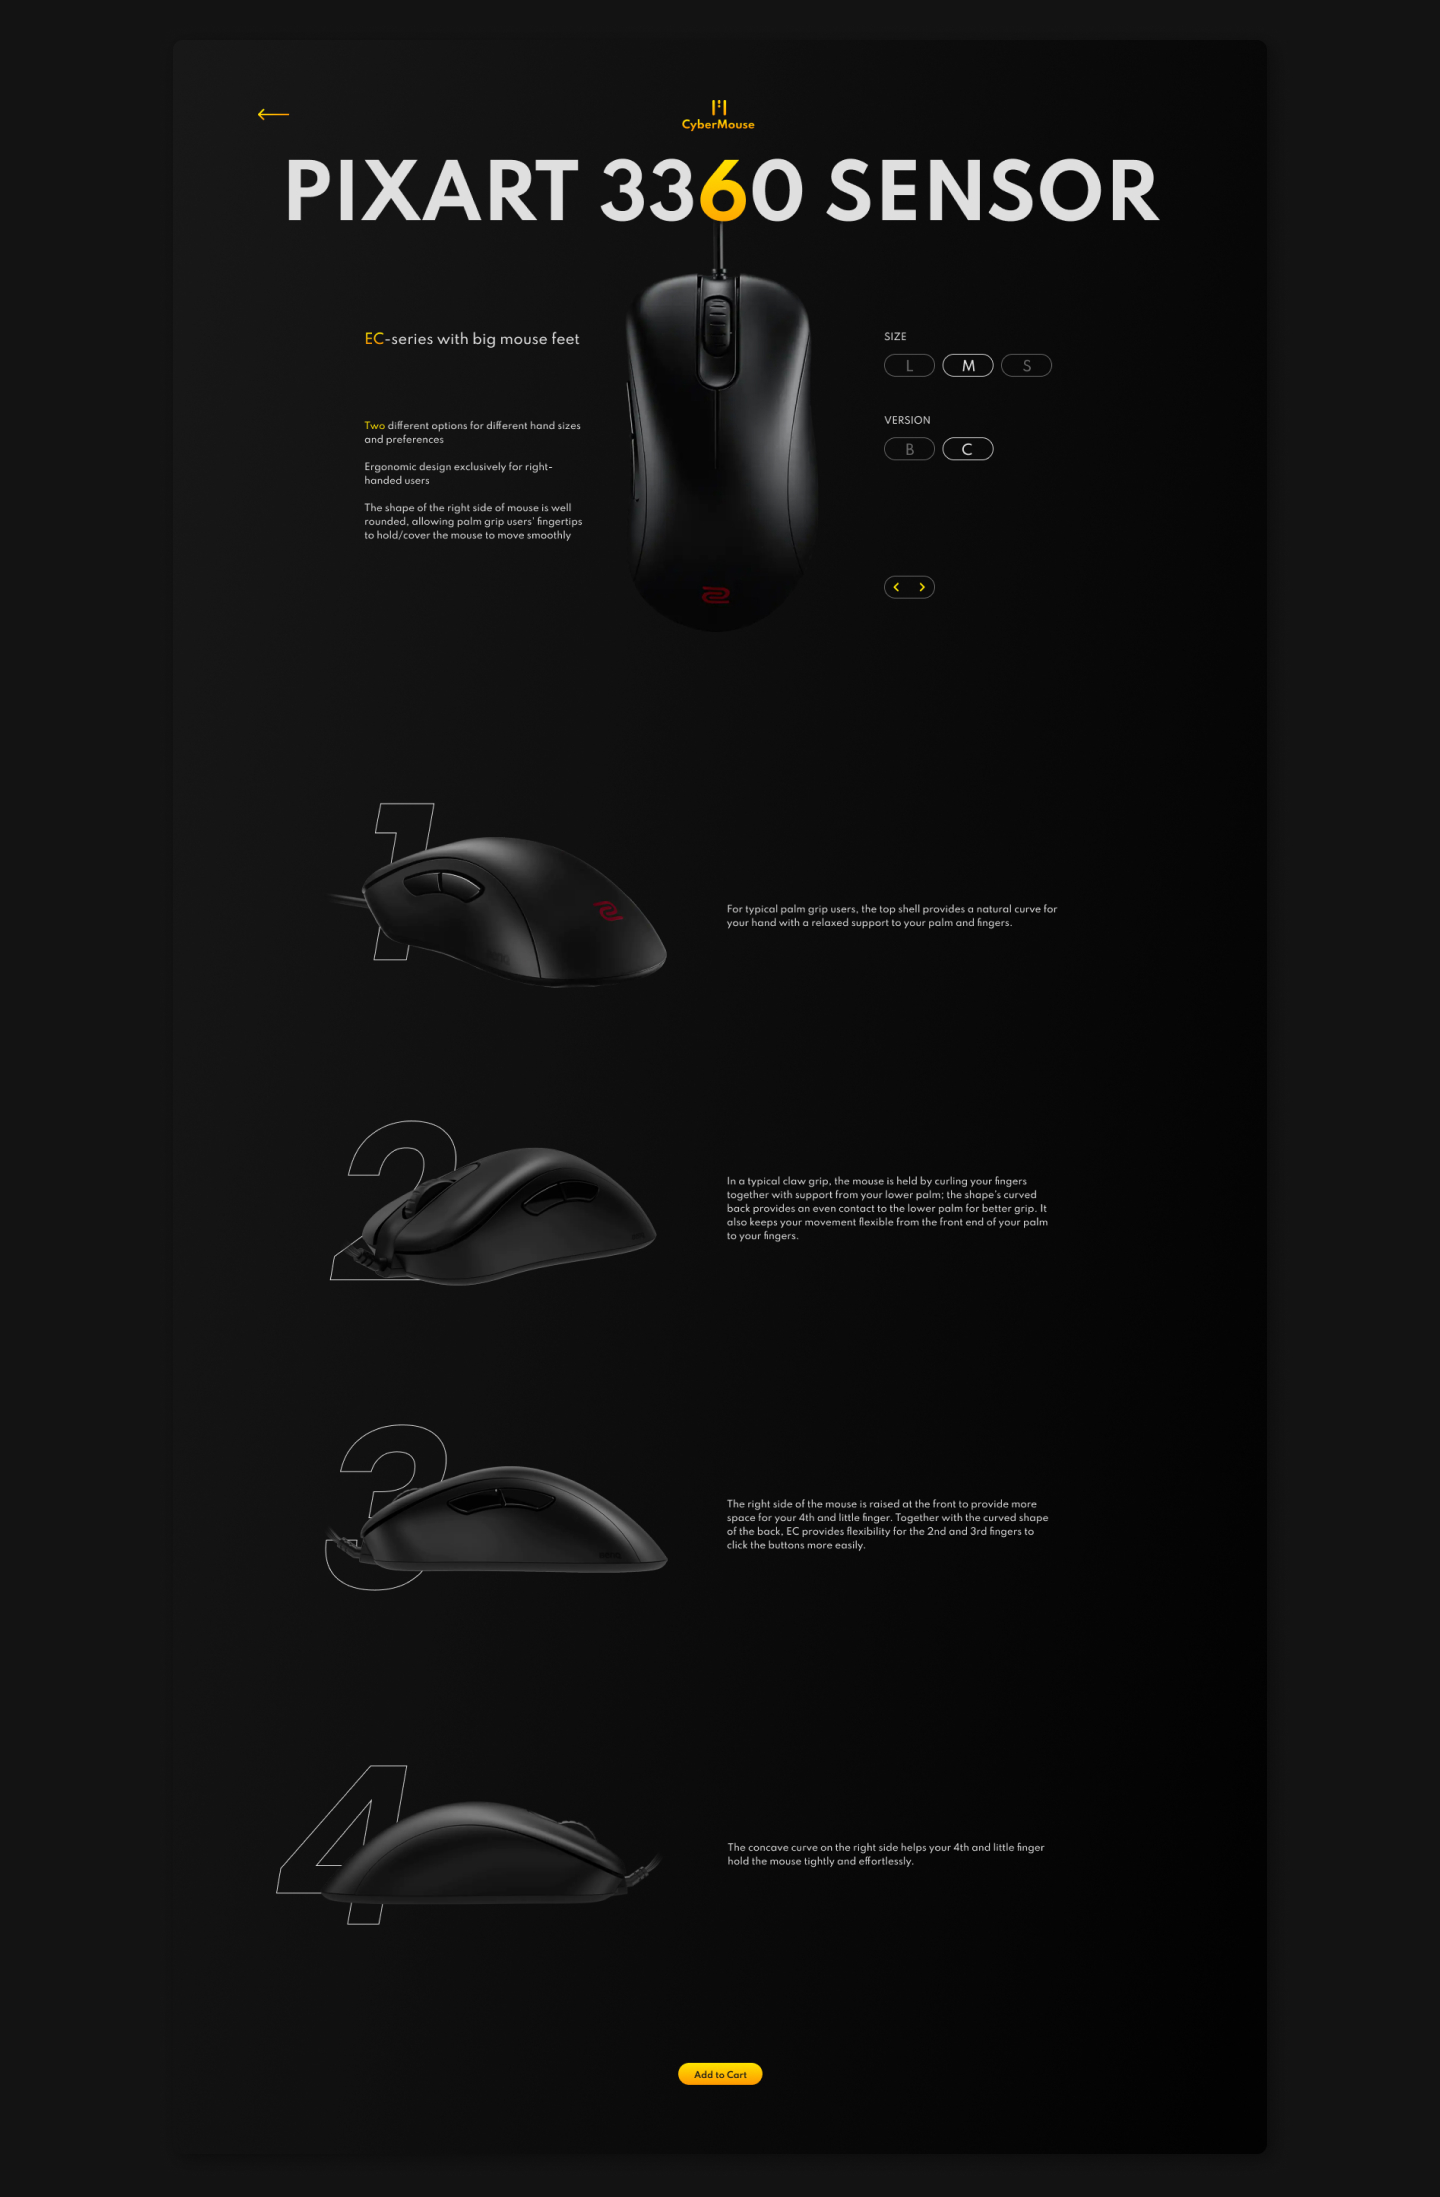 CyberMouse
PIXART 3360 SENSOR
EC-series with big mouse feet
Two different options for different hand sizes
and preferences
Ergonomic design exclusively for right-
handed users
The shape of the right side of mouse is well
rounded, allowing palm grip users' fingertips
to hold/cover the mouse to move smoothly
SIZE
L M S
VERSION
B C
1
For typical palm grip users, the top shell provides a natural curve for
your hand with a relaxed support to your palm and fingers.
2
In a typical claw grip, the mouse is held by curling your fingers
together with support from your lower palm; the shape's curved
back provides an even contact to the lower palm for better grip. It
also keeps your movement flexible from the front end of your palm
to your fingers.
3
The right side of the mouse is raised at the front to provide more
space for your 4th and little finger. Together with the curved shape
of the back, EC provides flexibility for the 2nd and 3rd fingers to
click the buttons more easily.
4
The concave curve on the right side helps your 4th and little finger
hold the mouse tightly and effortlessly.
Add to Cart